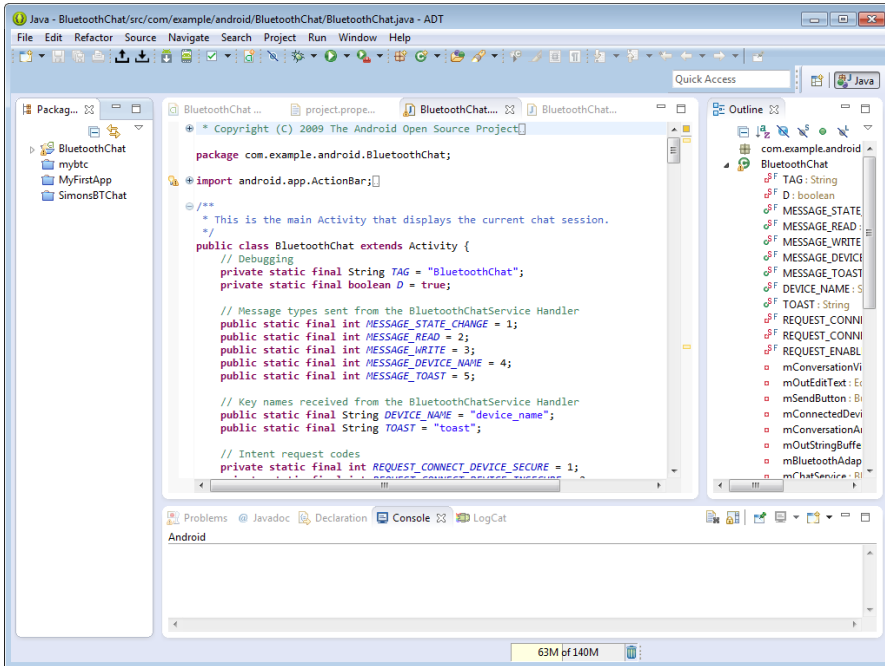 Java - BluetoothChat/src/com/example/android/BluetoothChat/BluetoothChat.java - ADT
File Edit Refactor Source Navigate Search Project Run Window Help
Quick Access
Java
Packag...
BluetoothChat
mybtc
MyFirstApp
SimonsBTChat
BluetoothChat ...
project.prope...
BluetoothChat....
BluetoothChat...
* Copyright (C) 2009 The Android Open Source Project
package com.example.android.BluetoothChat;
import android.app.ActionBar;
/**
* This is the main Activity that displays the current chat session.
*/
public class BluetoothChat extends Activity {
// Debugging
private static final String TAG = "BluetoothChat";
private static final boolean D = true;
// Message types sent from the BluetoothChatService Handler
public static final int MESSAGE_STATE_CHANGE = 1;
public static final int MESSAGE_READ = 2;
public static final int MESSAGE_WRITE = 3;
public static final int MESSAGE_DEVICE_NAME = 4;
public static final int MESSAGE_TOAST = 5;
// Key names received from the BluetoothChatService Handler
public static final String DEVICE_NAME = "device_name";
public static final String TOAST = "toast";
// Intent request codes
private static final int REQUEST_CONNECT_DEVICE_SECURE = 1;
Outline
com.example.android
BluetoothChat
TAG : String
D : boolean
MESSAGE_STATE_
MESSAGE_READ :
MESSAGE_WRITE
MESSAGE_DEVICE
MESSAGE_TOAST
DEVICE_NAME : S
TOAST : String
REQUEST_CONNI
REQUEST_CONNI
REQUEST_ENABL
mConversationVi
mOutEditText : Ed
mSendButton : Bu
mConnectedDevi
mConversationAr
mOutStringBuffe
mBluetoothAdap
mChatService : Bl
Problems @ Javadoc Declaration Console LogCat
Android
63M of 140M